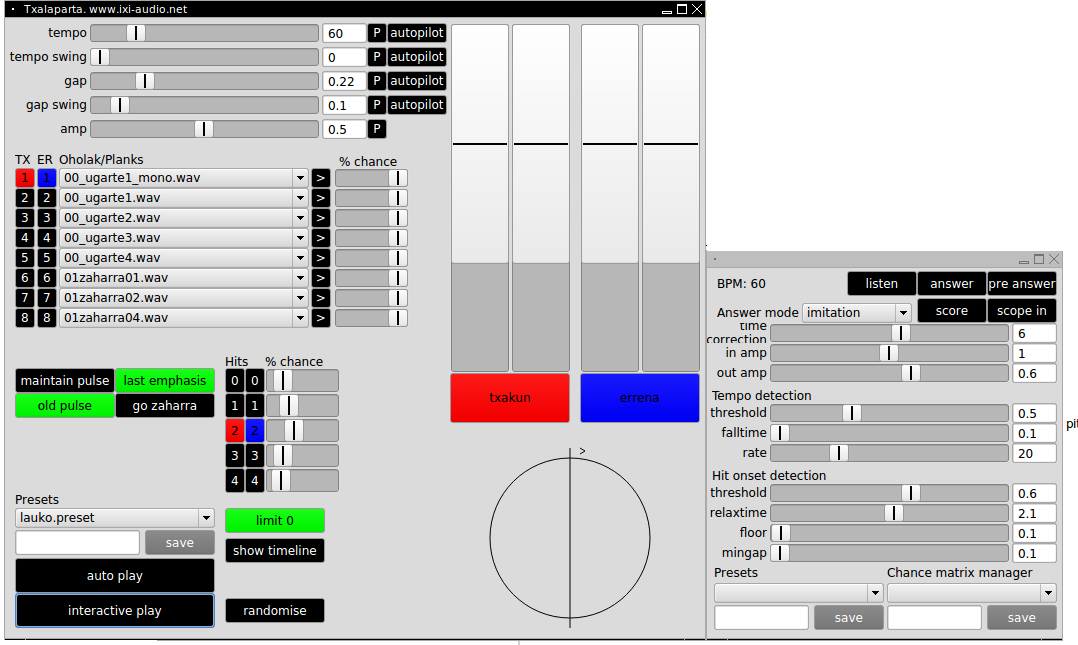 Txalaparta. www.ixi-audio.net
tempo 60 P autopilot
tempo swing 0 P autopilot
gap 0.22 P autopilot
gap swing 0.1 P autopilot
amp 0.5 P
TX ER Oholak/Planks % chance
1 1 00_ugarte1_mono.wav >
2 2 00_ugarte1.wav >
3 3 00_ugarte2.wav >
4 4 00_ugarte3.wav >
5 5 00_ugarte4.wav >
6 6 01zaharra01.wav >
7 7 01zaharra02.wav >
8 8 01zaharra04.wav >
Hits % chance
maintain pulse last emphasis 0 0
old pulse go zaharra 1 1
2 2
3 3
4 4
txakun errena
>
Presets
lauko.preset limit 0
save show timeline
auto play
interactive play randomise
BPM: 60 listen answer pre answer
Answer mode imitation score scope in
time
correction 6
in amp 1
out amp 0.6
Tempo detection
threshold 0.5
falltime 0.1
rate 20
Hit onset detection
threshold 0.6
relaxtime 2.1
floor 0.1
mingap 0.1
Presets Chance matrix manager
save save
pit